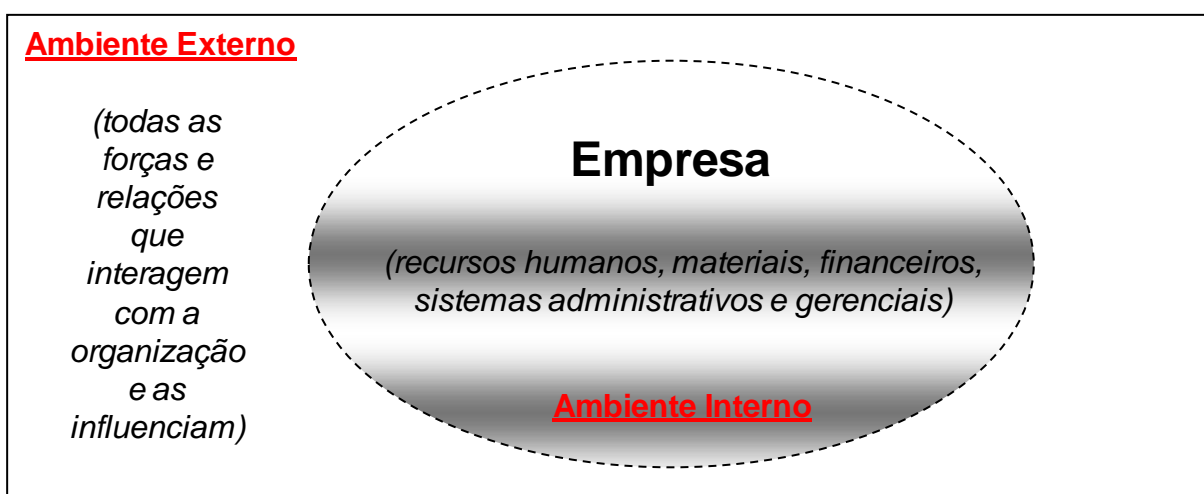 Ambiente Externo
(todas as
forças e
relações
que
interagem
com a
organização
e as
influenciam)
Empresa
(recursos humanos, materiais, financeiros,
sistemas administrativos e gerenciais)
Ambiente Interno